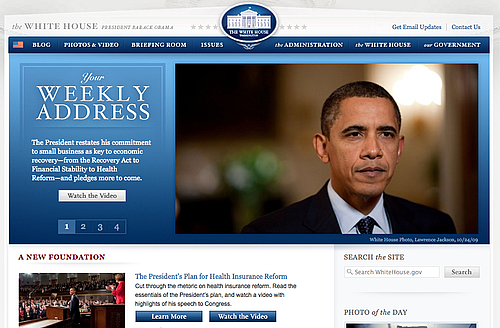 the WHITE HOUSE PRESIDENT BARACK OBAMA
THE WHITE HOUSE
WASHINGTON
Get Email Updates Contact Us
BLOG PHOTOS & VIDEO BRIEFING ROOM ISSUES the ADMINISTRATION the WHITE HOUSE our GOVERNMENT
Your
WEEKLY
ADDRESS
The President restates his commitment
to small business as key to economic
recovery—from the Recovery Act to
Financial Stability to Health
Reform—and pledges more to come.
Watch the Video
1 2 3 4
White House Photo, Lawrence Jackson, 10/24/09
A NEW FOUNDATION
The President's Plan for Health Insurance Reform
Cut through the rhetoric on health insurance reform. Read the
essentials of the President's plan, and watch a video with
highlights of his speech to Congress.
Learn More Watch the Video
SEARCH the SITE
Search WhiteHouse.gov Search
PHOTO of the DAY